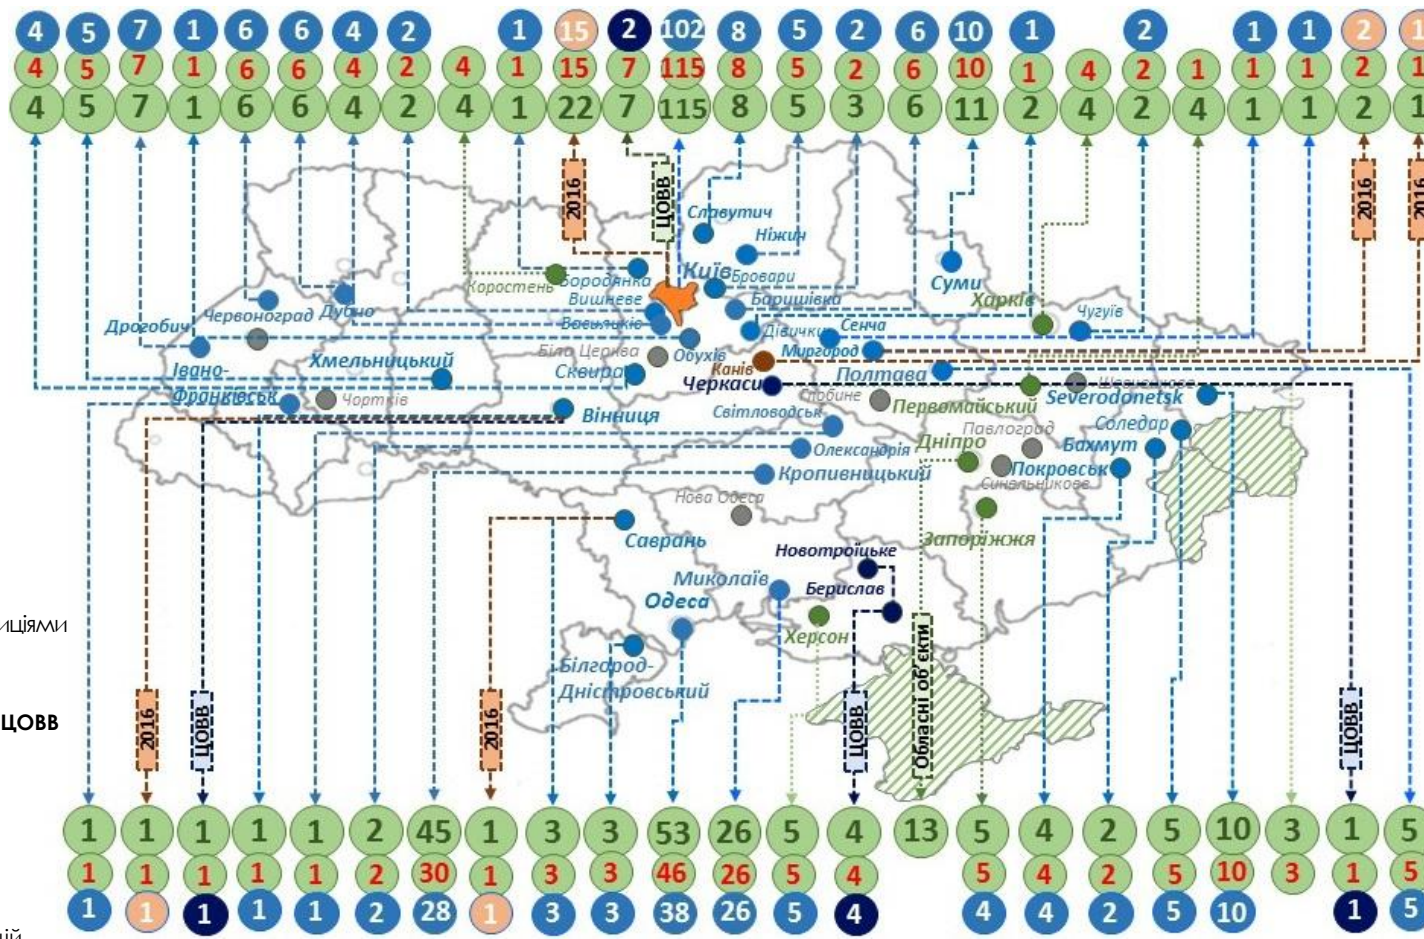 4 5 7 1 6 6 4 2 1 15 2 102 8 5 2 6 10 1 2 1 1 2 1
4 5 7 1 6 6 4 2 4 1 15 7 115 8 5 2 6 10 1 4 2 1 1 1 2 1
4 5 7 1 6 6 4 2 4 1 22 7 115 8 5 3 6 11 2 4 2 4 1 1 2 1
2016
ЦОВВ
2016
2016
Славутич
Ніжин
Київ
Бровари
Суми
Коростень
Бородянка
Вишневе
Баришівка
Харків
Червоноград
Дубно
Дрогобич
Василиків
Дівички
Сенча
Чугуїв
Біла Церква
Обухів
Миргород
Хмельницький
Івано-
Франківськ
Сквира
Канів
Черкаси
Полтава
Чортків
Глобине
Первомайський
Severodonetsk
Вінниця
Світловодськ
Павлоград
Соледар
Олександрія
Дніпро
Бахмут
Кропивницький
Покровськ
Синельникове
Нова Одеса
Саврань
Запоріжжя
Новотроїцьке
Миколаїв
Берислав
Одеса
Херсон
Білгород-
Дністровський
иціями
ЦОВВ
2016
ЦОВВ
2016
ЦОВВ
Обласні об'єкти
ЦОВВ
1 1 1 1 1 2 45 1 3 3 53 26 5 4 13 5 4 2 5 10 3 1 5
1 1 1 1 1 2 30 1 3 3 46 26 5 4 5 4 2 5 10 3 1 5
1 1 1 1 1 2 28 1 3 3 38 26 5 4 4 4 2 5 10 1 5